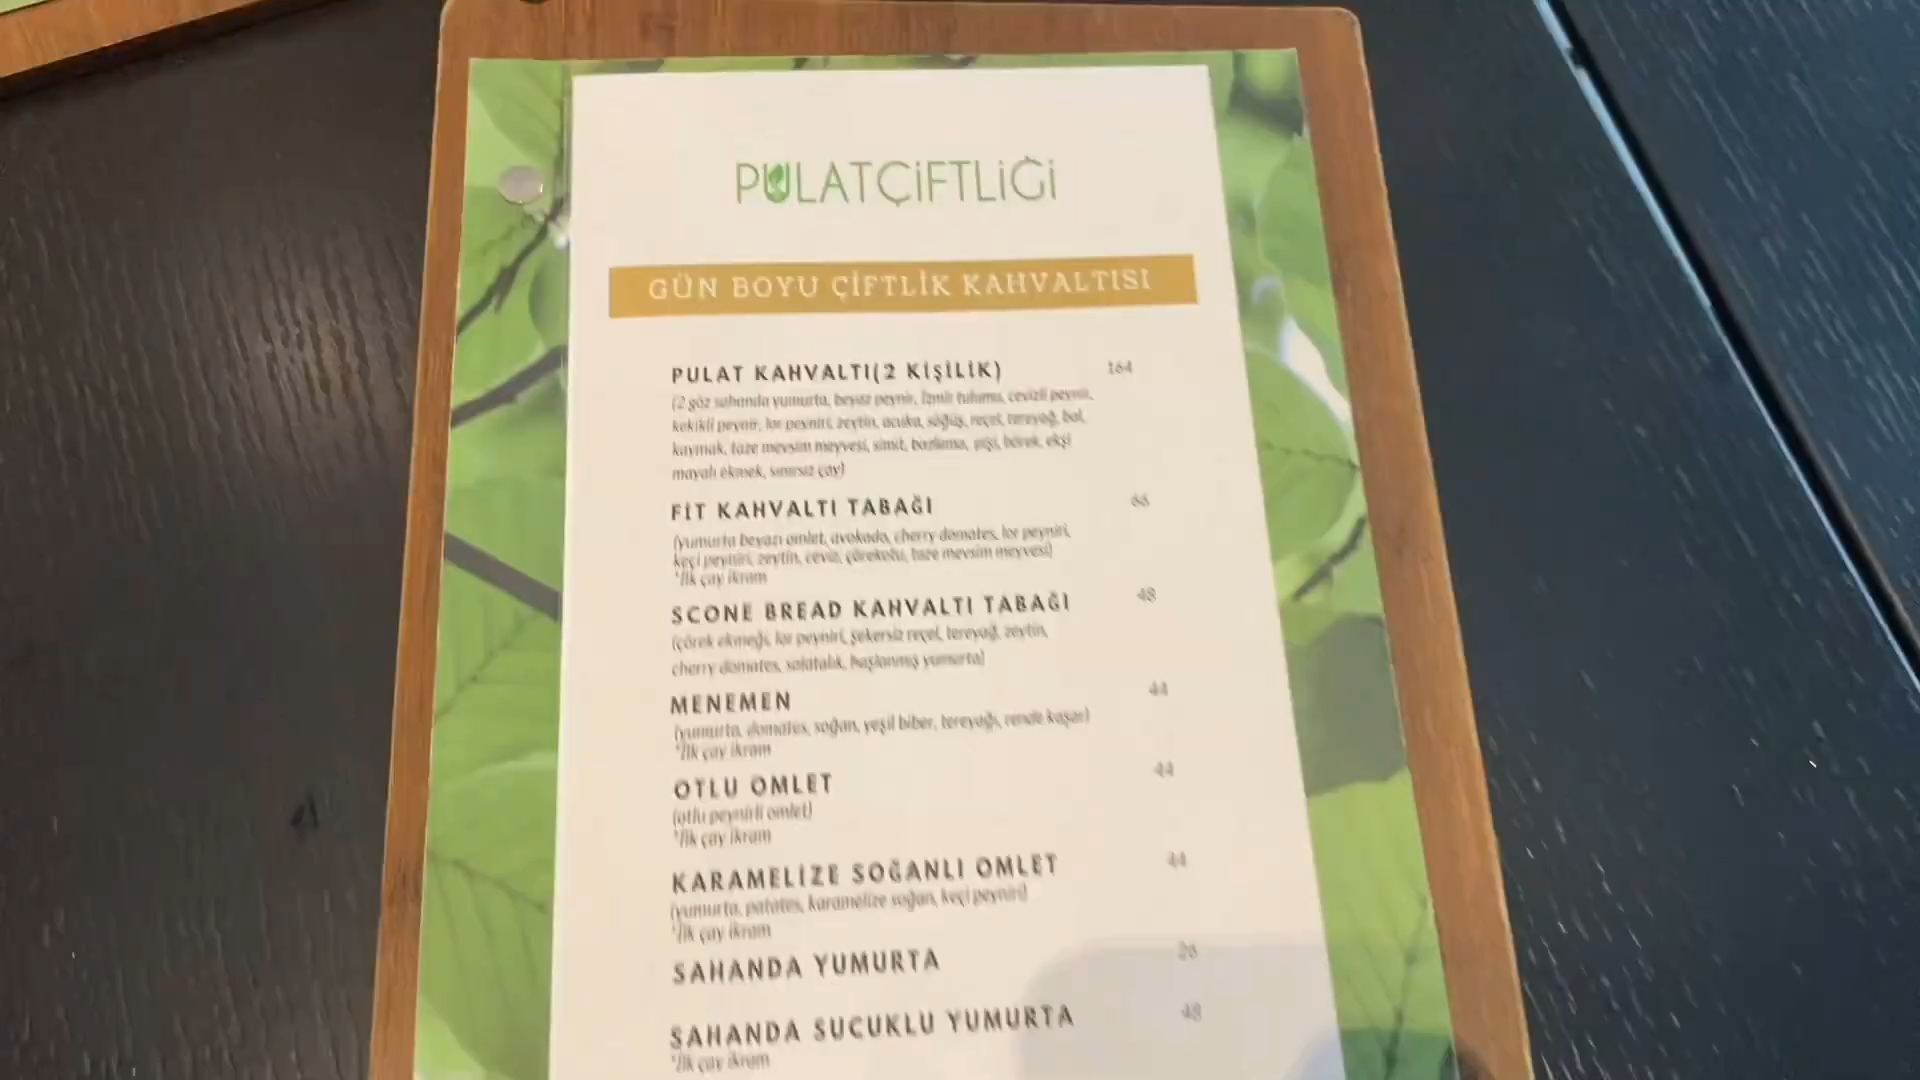 PULATÇİFTLİĞİ
GÜN BOYU ÇİFTLİK KAHVALTISI
PULAT KAHVALTI(2 KİŞİLİK) 164
(2 göz sahanda yumurta, beyaz peynir, İzmir tulumu, cevizli peynir,
kekikli peynir, lor peyniri, zeytin, acuka, söğüş, reçel, tereyağ, bal,
kaymak, taze mevsim meyvesi, simit, bazlama, pişi, börek, ekşi
mayalı ekmek, sınırsız çay)
FİT KAHVALTI TABAĞI 66
(yumurta beyazı omlet, avokado, cherry domates, lor peyniri,
keçi peyniri, zeytin, ceviz, çörekotu, taze mevsim meyvesi)
*İlk çay ikram
SCONE BREAD KAHVALTI TABAĞI 48
(çörek ekmeği, lor peyniri, şekersiz reçel, tereyağ, zeytin,
cherry domates, salatalık, haşlanmış yumurta)
MENEMEN 44
(yumurta, domates, soğan, yeşil biber, tereyağı, rende kaşar)
*İlk çay ikram
OTLU OMLET 44
(otlu peynirli omlet)
*İlk çay ikram
KARAMELİZE SOĞANLI OMLET 44
(yumurta, patates, karamelize soğan, keçi peyniri)
*İlk çay ikram
SAHANDA YUMURTA 26
SAHANDA SUCUKLU YUMURTA 48
*İlk çay ikram